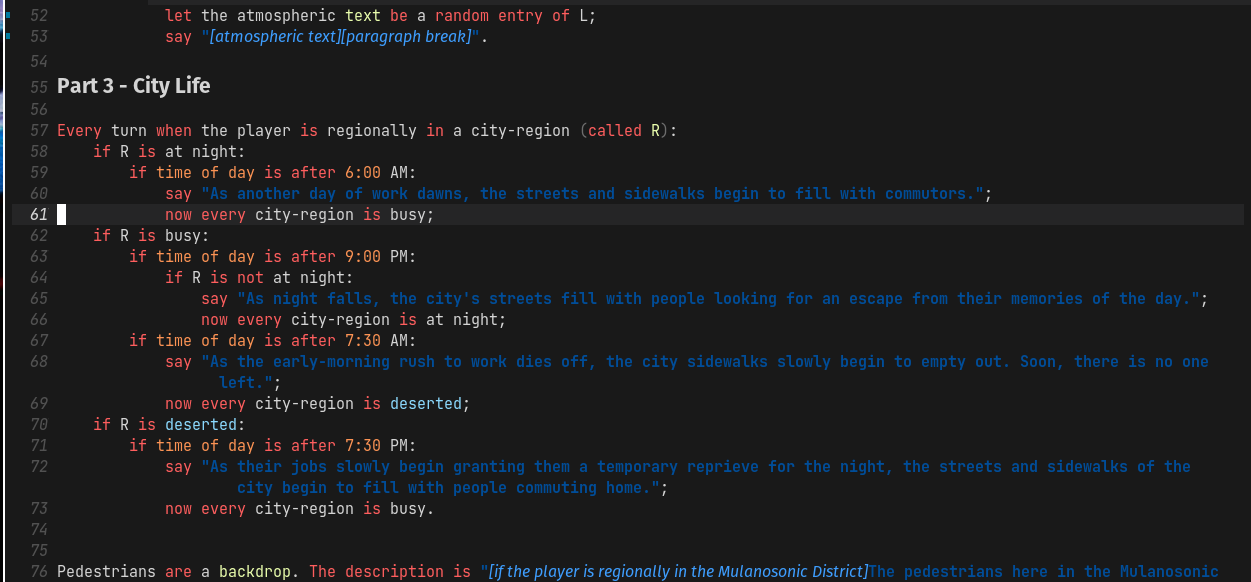 52 let the atmospheric text be a random entry of L;
53 say "[atmospheric text][paragraph break]".
54
55 Part 3 - City Life
56
57 Every turn when the player is regionally in a city-region (called R):
58 if R is at night:
59 if time of day is after 6:00 AM:
60 say "As another day of work dawns, the streets and sidewalks begin to fill with commutors.";
61 now every city-region is busy;
62 if R is busy:
63 if time of day is after 9:00 PM:
64 if R is not at night:
65 say "As night falls, the city's streets fill with people looking for an escape from their memories of the day.";
66 now every city-region is at night;
67 if time of day is after 7:30 AM:
68 say "As the early-morning rush to work dies off, the city sidewalks slowly begin to empty out. Soon, there is no one
left.";
69 now every city-region is deserted;
70 if R is deserted:
71 if time of day is after 7:30 PM:
72 say "As their jobs slowly begin granting them a temporary reprieve for the night, the streets and sidewalks of the
city begin to fill with people commuting home.";
73 now every city-region is busy.
74
75
76 Pedestrians are a backdrop. The description is "[if the player is regionally in the Mulanosonic District]The pedestrians here in the Mulanosonic